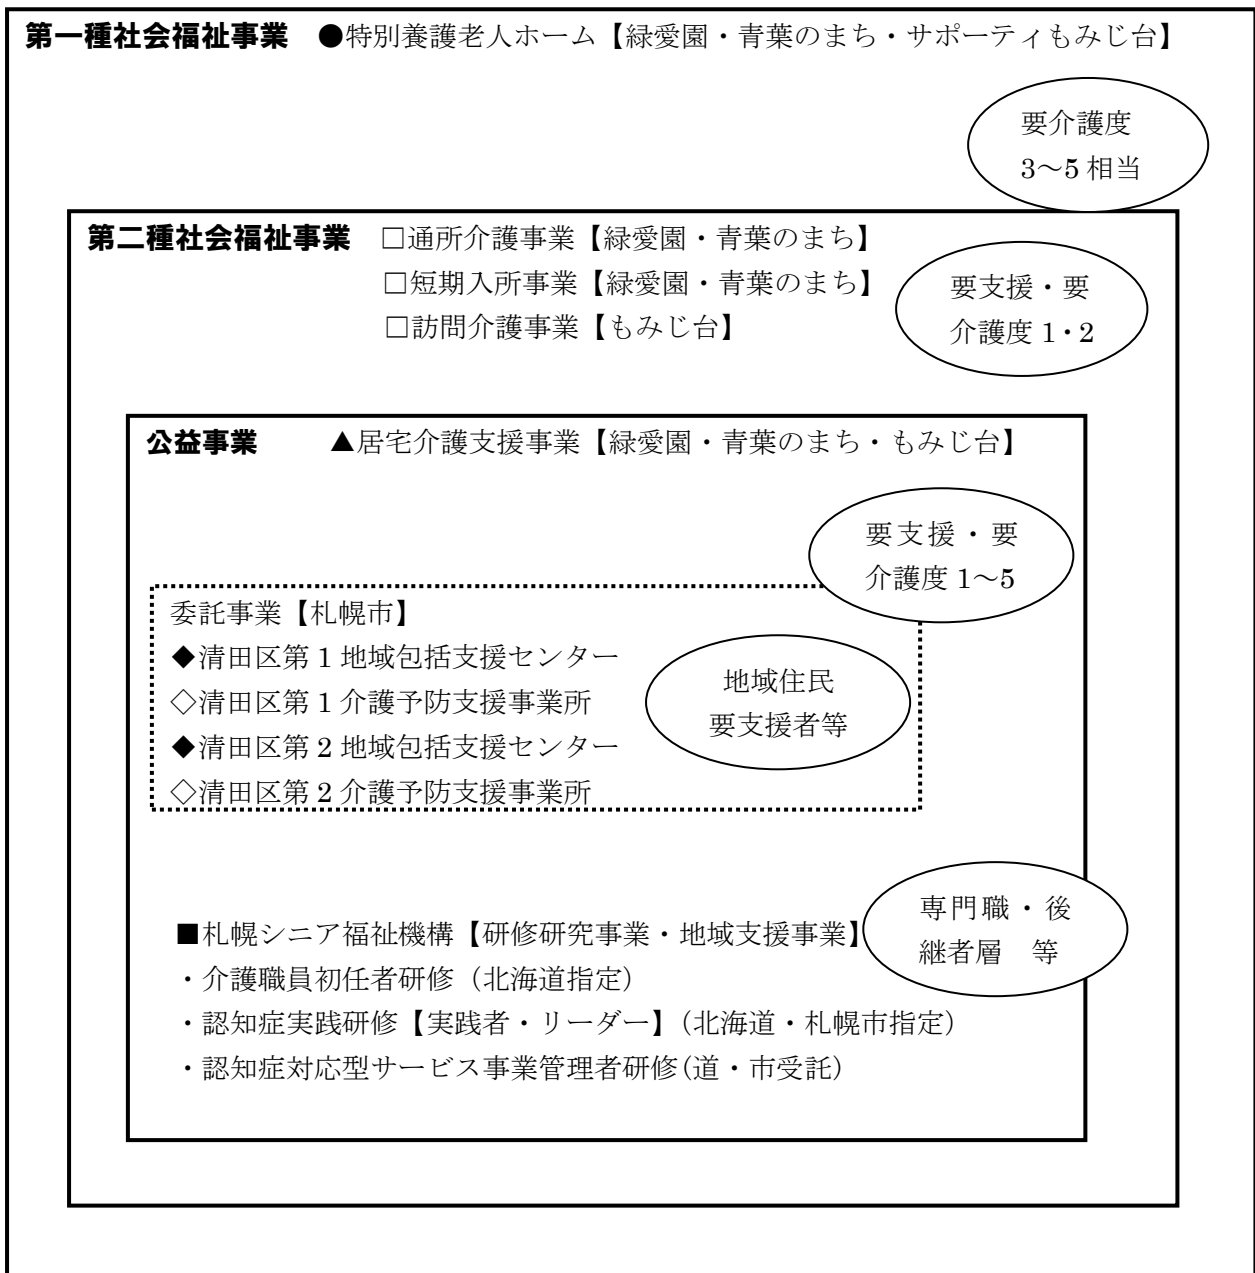 第一種社会福祉事業 ●特別養護老人ホーム【緑愛園・青葉のまち・サポーティもみじ台】
要介護度
3～5 相当
第二種社会福祉事業 □通所介護事業【緑愛園・青葉のまち】
□短期入所事業【緑愛園・青葉のまち】
□訪問介護事業【もみじ台】
要支援・要
介護度 1・2
公益事業 ▲居宅介護支援事業【緑愛園・青葉のまち・もみじ台】
要支援・要
介護度 1～5
委託事業【札幌市】
◆清田区第 1 地域包括支援センター
◇清田区第 1 介護予防支援事業所
◆清田区第 2 地域包括支援センター
◇清田区第 2 介護予防支援事業所
地域住民
要支援者等
■札幌シニア福祉機構【研修研究事業・地域支援事業】
専門職・後
継者層 等
・介護職員初任者研修（北海道指定）
・認知症実践研修【実践者・リーダー】（北海道・札幌市指定）
・認知症対応型サービス事業管理者研修(道・市受託）